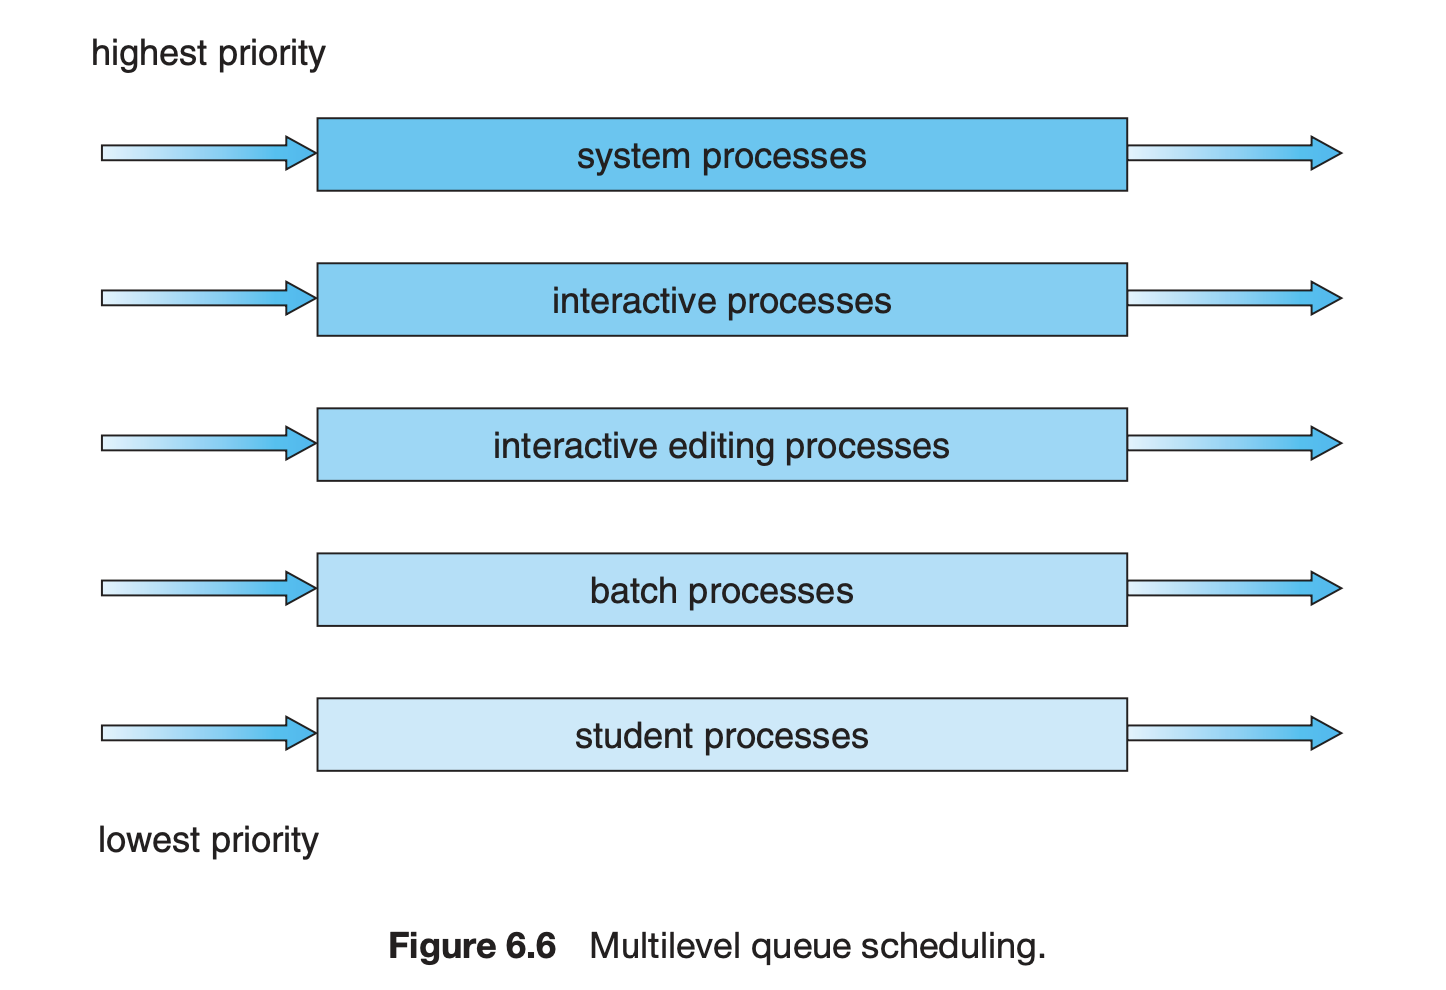 highest priority
system processes
interactive processes
interactive editing processes
batch processes
student processes
lowest priority
Figure 6.6 Multilevel queue scheduling.